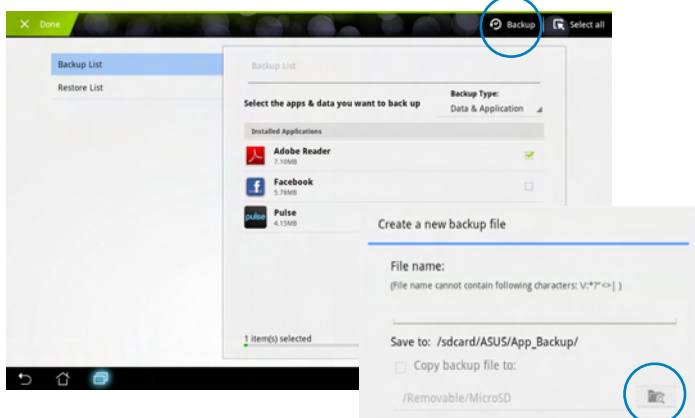 Done
Backup
Select all
Backup List
Restore List
Backup List
Select the apps & data you want to back up
Backup Type:
Data & Application
Installed Applications
Adobe Reader
7.10MB
Facebook
5.78MB
pulse
Pulse
4.15MB
1 item(s) selected
Create a new backup file
File name:
(File name cannot contain following characters: \/:*?"<>| )
Save to: /sdcard/ASUS/App_Backup/
Copy backup file to:
/Removable/MicroSD